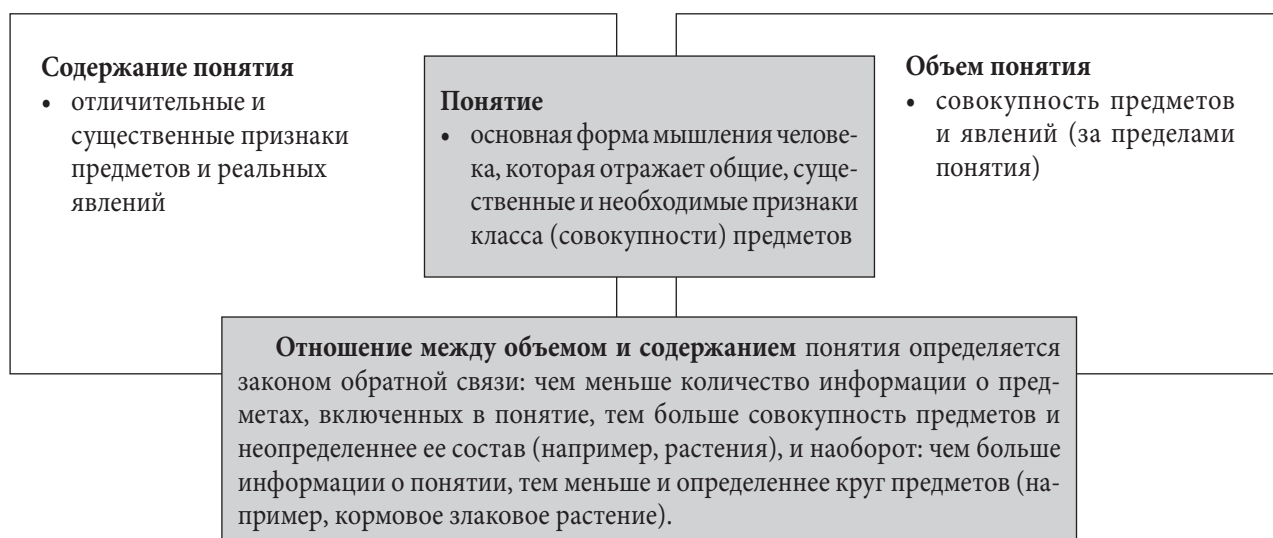 Содержание понятия
• отличительные и
существенные признаки
предметов и реальных
явлений
Понятие
• основная форма мышления челове-
ка, которая отражает общие, суще-
ственные и необходимые признаки
класса (совокупности) предметов
Объем понятия
• совокупность предметов
и явлений (за пределами
понятия)
Отношение между объемом и содержанием понятия определяется
законом обратной связи: чем меньше количество информации о пред-
метах, включенных в понятие, тем больше совокупность предметов и
неопределеннее ее состав (например, растения), и наоборот: чем больше
информации о понятии, тем меньше и определеннее круг предметов (на-
пример, кормовое злаковое растение).